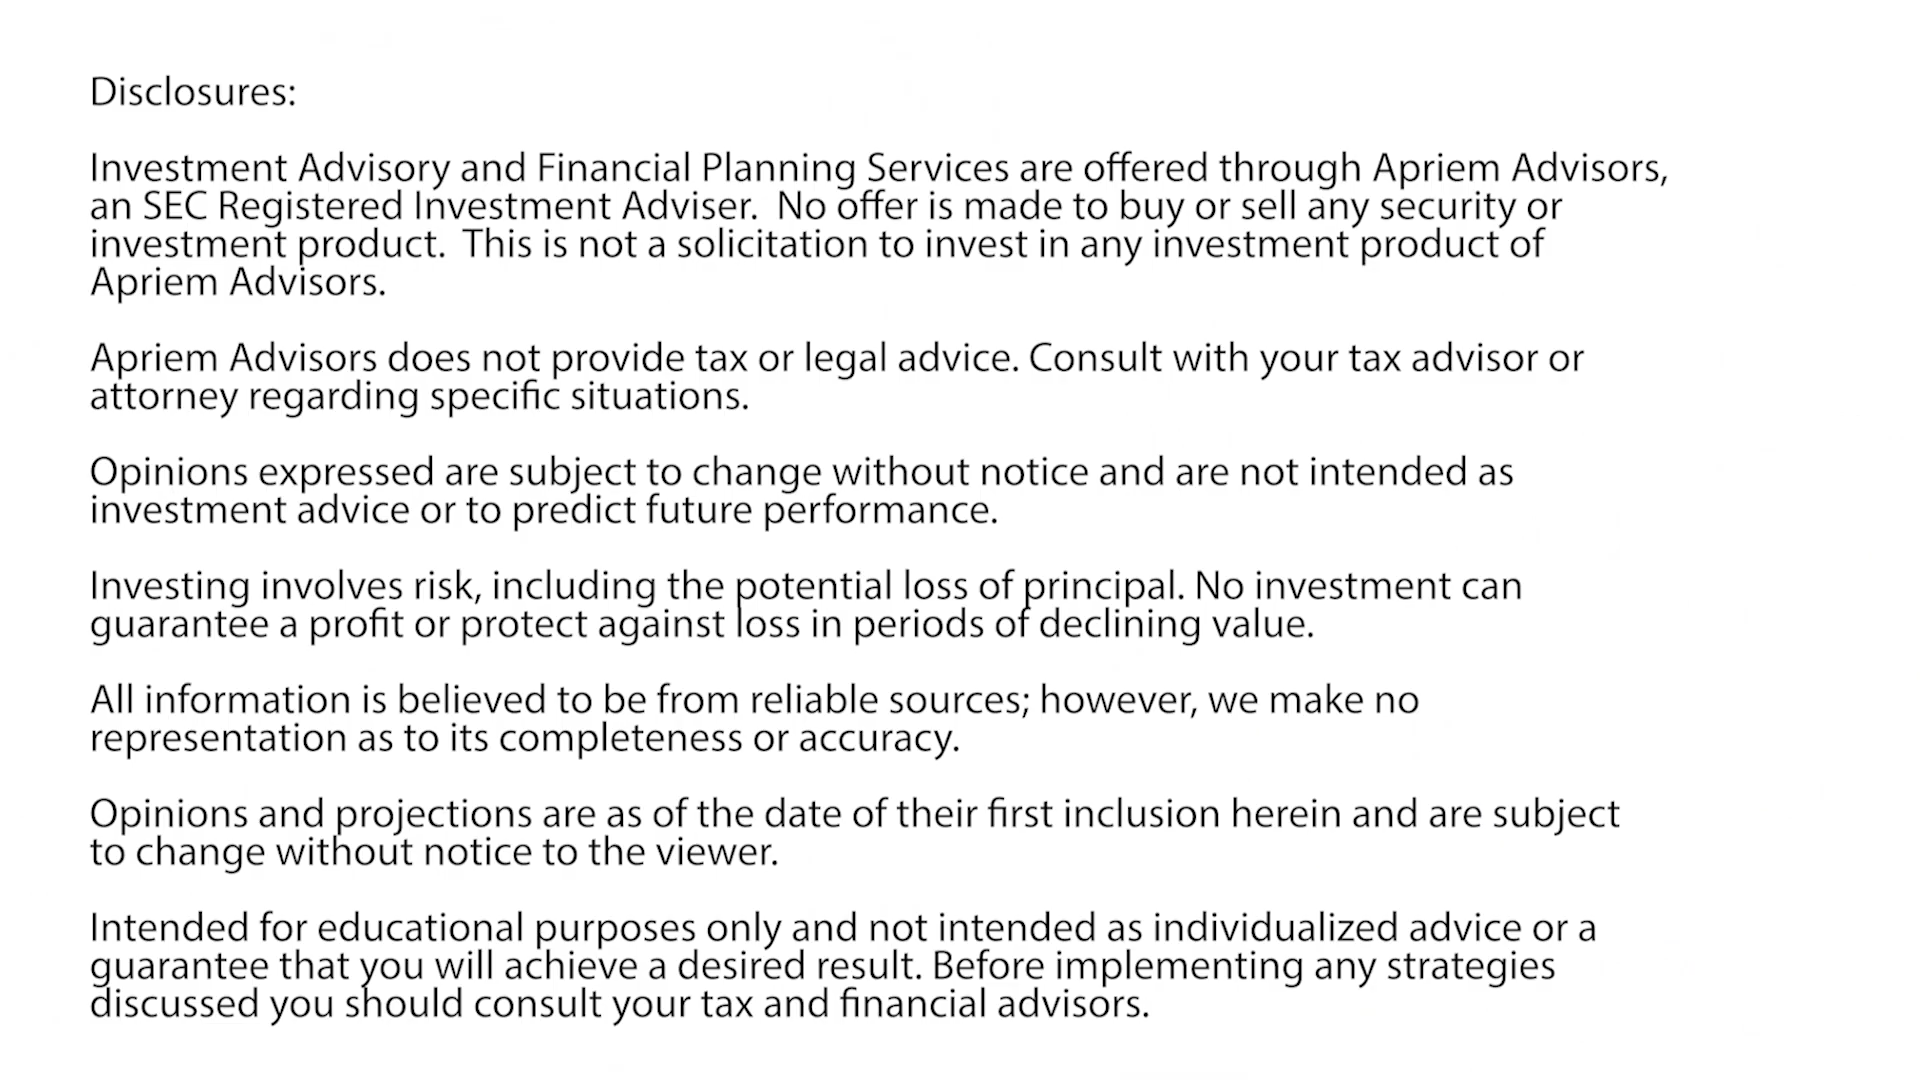 Disclosures:
Investment Advisory and Financial Planning Services are offered through Apriem Advisors,
an SEC Registered Investment Adviser.  No offer is made to buy or sell any security or
investment product.  This is not a solicitation to invest in any investment product of
Apriem Advisors.
Apriem Advisors does not provide tax or legal advice. Consult with your tax advisor or
attorney regarding specific situations.
Opinions expressed are subject to change without notice and are not intended as
investment advice or to predict future performance.
Investing involves risk, including the potential loss of principal. No investment can
guarantee a profit or protect against loss in periods of declining value.
All information is believed to be from reliable sources; however, we make no
representation as to its completeness or accuracy.
Opinions and projections are as of the date of their first inclusion herein and are subject
to change without notice to the viewer.
Intended for educational purposes only and not intended as individualized advice or a
guarantee that you will achieve a desired result. Before implementing any strategies
discussed you should consult your tax and financial advisors.